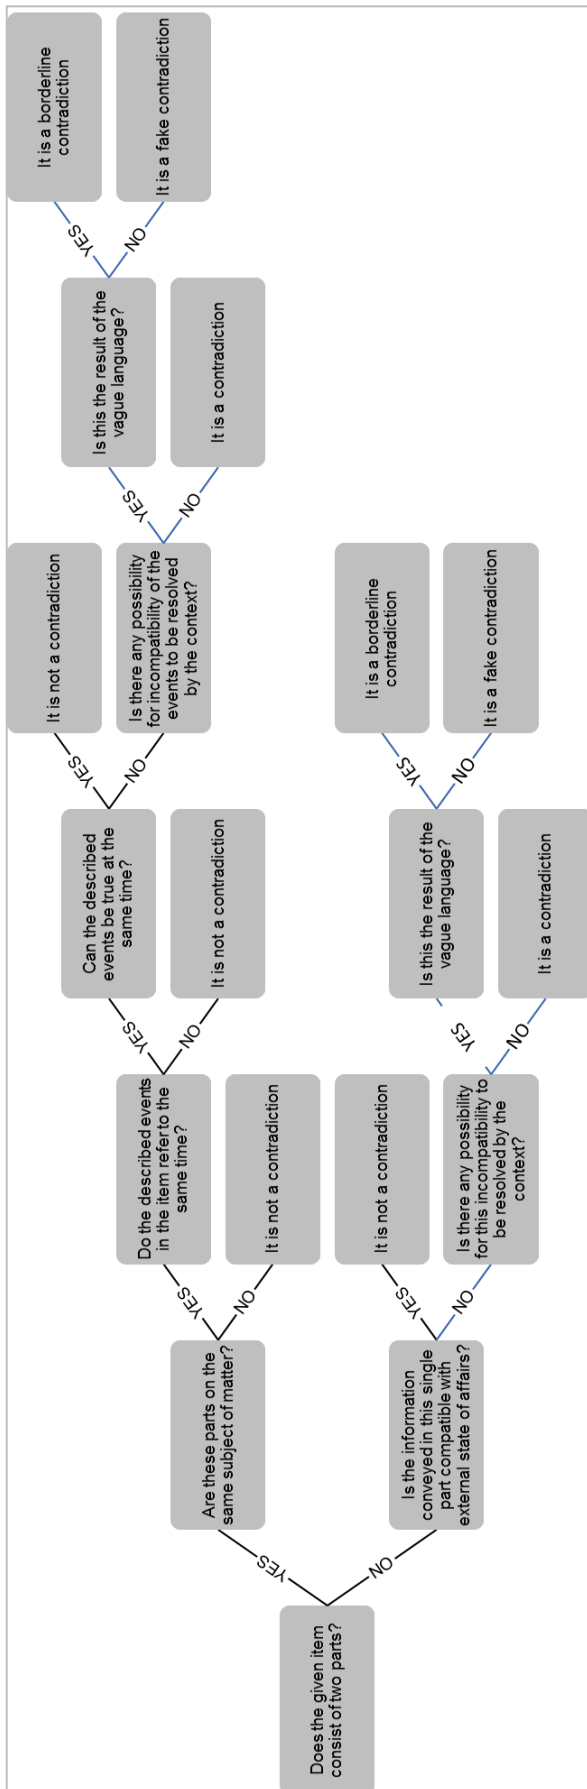 Does the given item
consist of two parts?
YES
NO
Are these parts on the
same subject of matter?
YES
NO
Is the information
conveyed in this single
part compatible with
external state of affairs?
YES
NO
Do the described events
in the item refer to the
same time?
YES
NO
It is not a contradiction
It is not a contradiction
Is there any possibility
for this incompatibility to
be resolved by the
context?
YES
NO
Can the described
events be true at the
same time?
YES
NO
It is not a contradiction
Is this the result of the
vague language?
YES
NO
It is a contradiction
It is not a contradiction
Is there any possibility
for incompatibility of the
events to be resolved
by the context?
YES
NO
It is a borderline
contradiction
It is a fake contradiction
Is this the result of the
vague language?
YES
NO
It is a contradiction
It is a borderline
contradiction
It is a fake contradiction